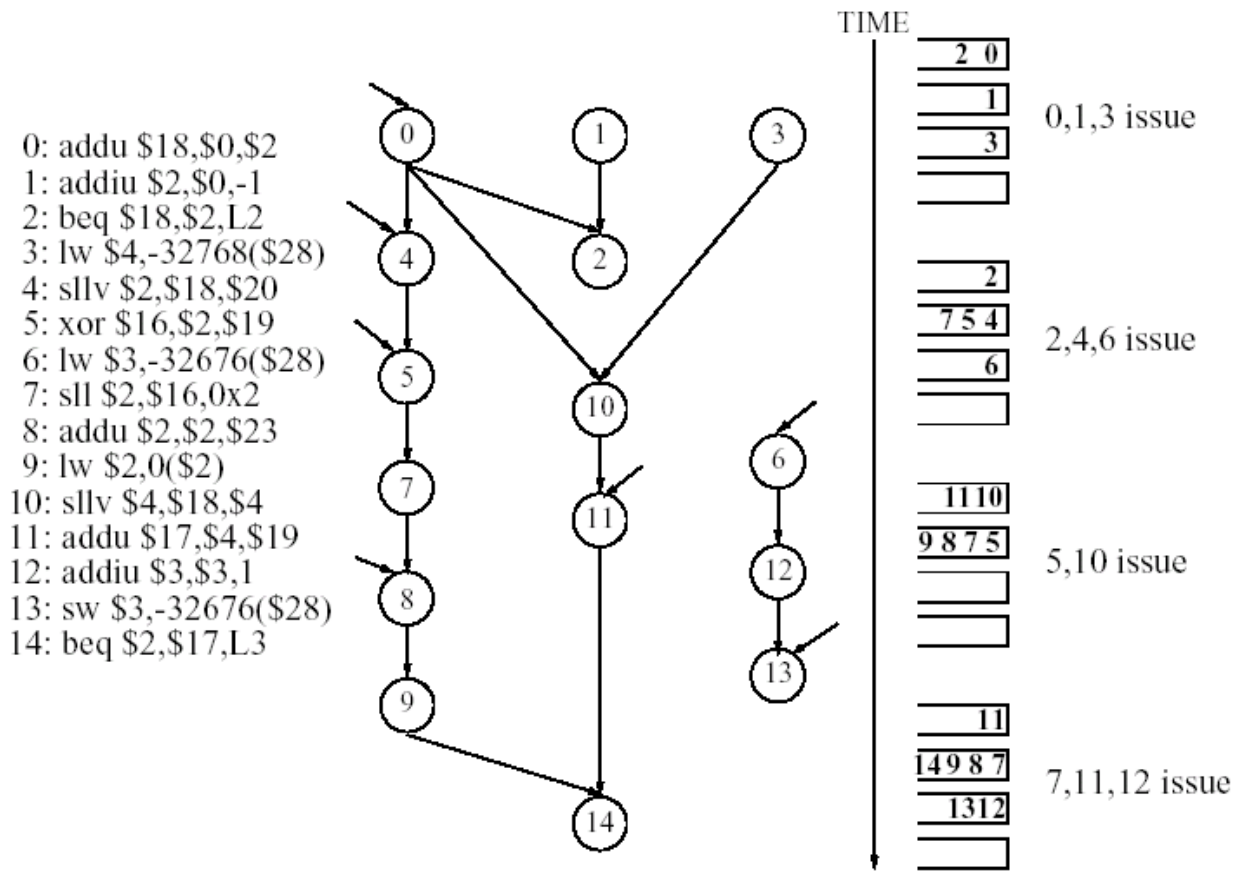 0: addu $18,$0,$2
1: addiu $2,$0,-1
2: beq $18,$2,L2
3: lw $4,-32768($28)
4: sllv $2,$18,$20
5: xor $16,$2,$19
6: lw $3,-32676($28)
7: sll $2,$16,0x2
8: addu $2,$2,$23
9: lw $2,0($2)
10: sllv $4,$18,$4
11: addu $17,$4,$19
12: addiu $3,$3,1
13: sw $3,-32676($28)
14: beq $2,$17,L3
0
1
3
4
2
5
10
6
7
11
12
8
13
9
14
TIME
2 0
1
3
0,1,3 issue
2
7 5 4
6
2,4,6 issue
11 10
9 8 7 5
5,10 issue
11
14 9 8 7
13 12
7,11,12 issue